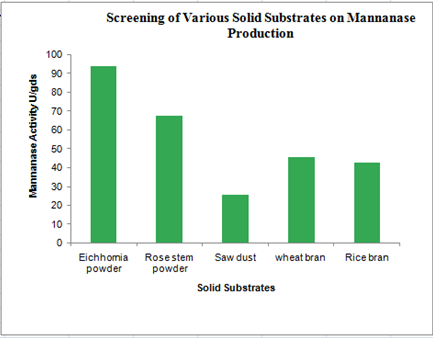 Screening of Various Solid Substrates on Mannanase
Production
Mannanase Activity U/gds
100
90
80
70
60
50
40
30
20
10
0
Eichhornia
powder
Rose stem
powder
Saw dust
wheat bran
Rice bran
Solid Substrates